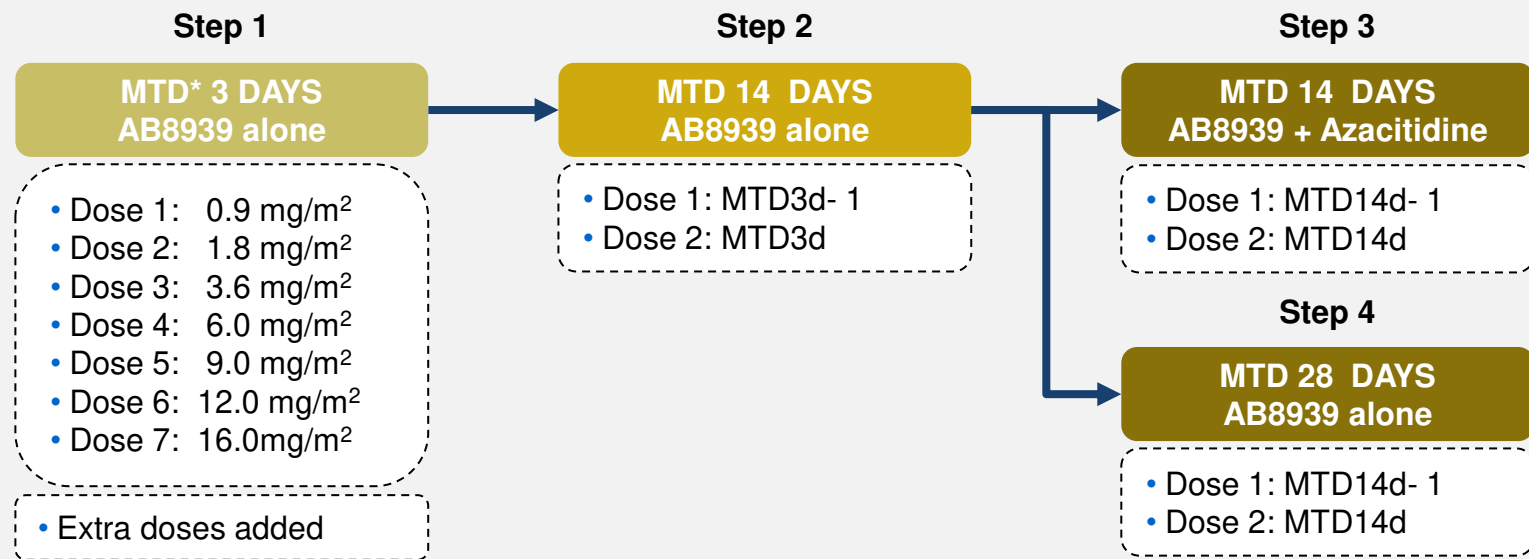 Step 1
MTD* 3 DAYS
AB8939 alone
• Dose 1: 0.9 mg/m²
• Dose 2: 1.8 mg/m²
• Dose 3: 3.6 mg/m²
• Dose 4: 6.0 mg/m²
• Dose 5: 9.0 mg/m²
• Dose 6: 12.0 mg/m²
• Dose 7: 16.0mg/m²
• Extra doses added
Step 2
MTD 14 DAYS
AB8939 alone
• Dose 1: MTD3d- 1
• Dose 2: MTD3d
Step 3
MTD 14 DAYS
AB8939 + Azacitidine
• Dose 1: MTD14d- 1
• Dose 2: MTD14d
Step 4
MTD 28 DAYS
AB8939 alone
• Dose 1: MTD14d- 1
• Dose 2: MTD14d